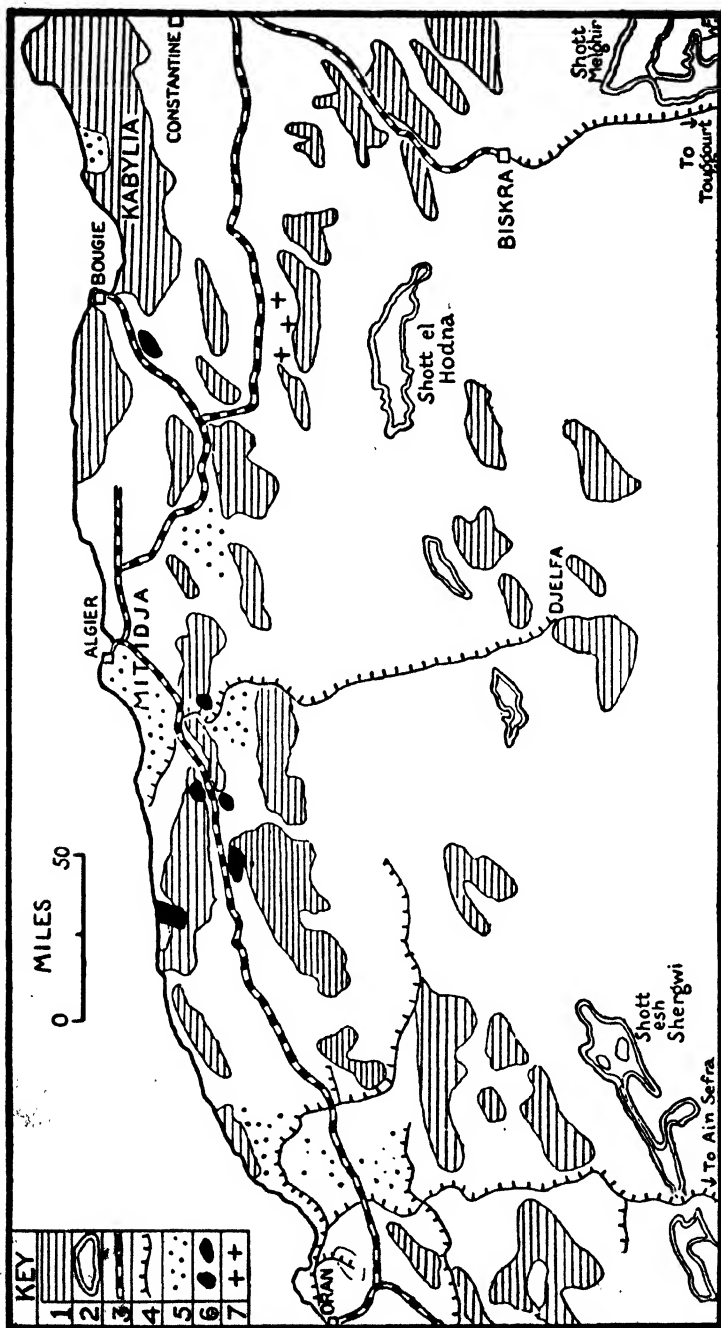 KEY
1
2
3
4
5
6
7
MILES
0 50
ORAN
ALGIER
MITIDJA
BOUGIE
KABYLIA
CONSTANTINE
BISKRA
DJELFA
Shott el
Hodna
Shott
Melghir
To
Touggourt
Shott
esh
Shergwi
To Ain Sefra